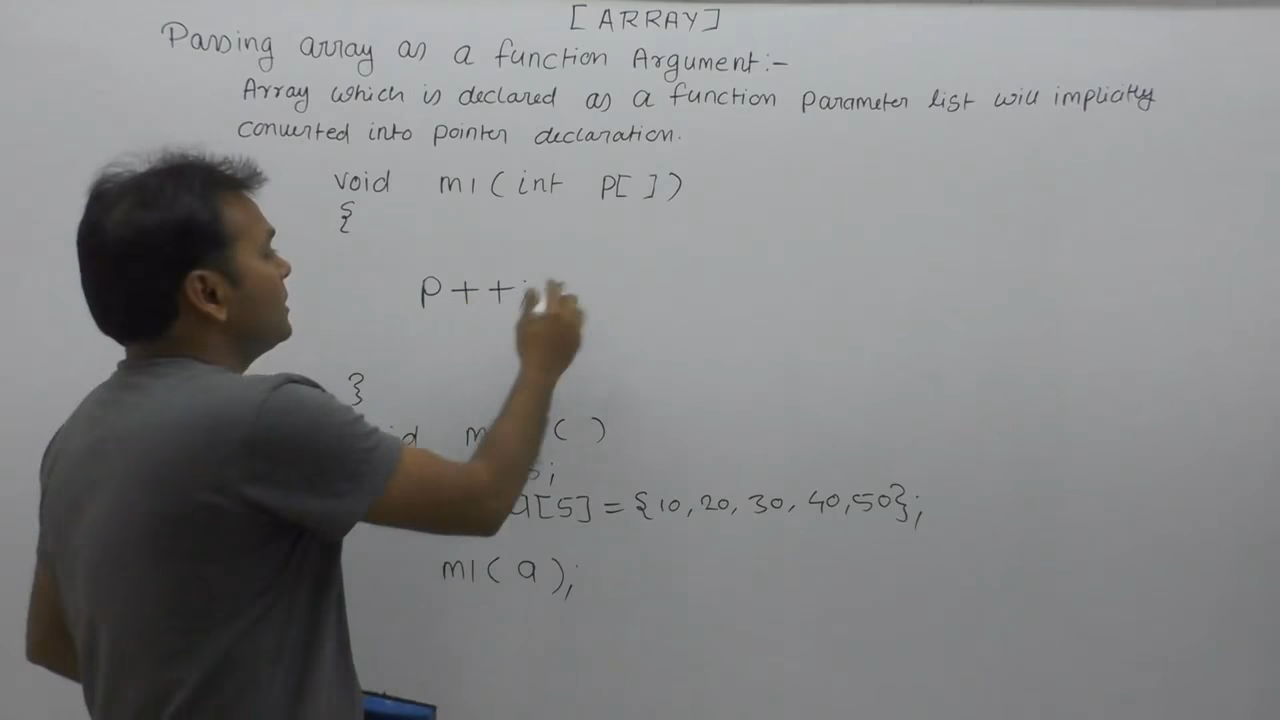 [ARRAY]
Passing array as a function Argument:-
Array which is declared as a function parameter list will implicitly
converted into pointer declaration.
void m1(int P[])
{
P++;
}
( )
;
a[5]={10,20,30,40,50};
m1(a);